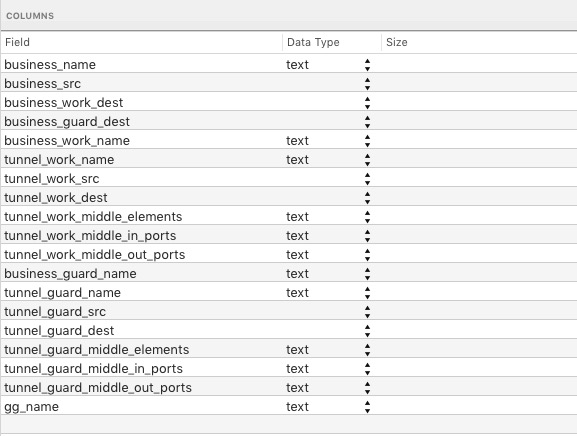 COLUMNS
Field Data Type Size
business_name text
business_src
business_work_dest
business_guard_dest
business_work_name text
tunnel_work_name text
tunnel_work_src
tunnel_work_dest
tunnel_work_middle_elements text
tunnel_work_middle_in_ports text
tunnel_work_middle_out_ports text
business_guard_name text
tunnel_guard_name text
tunnel_guard_src
tunnel_guard_dest
tunnel_guard_middle_elements text
tunnel_guard_middle_in_ports text
tunnel_guard_middle_out_ports text
gg_name text